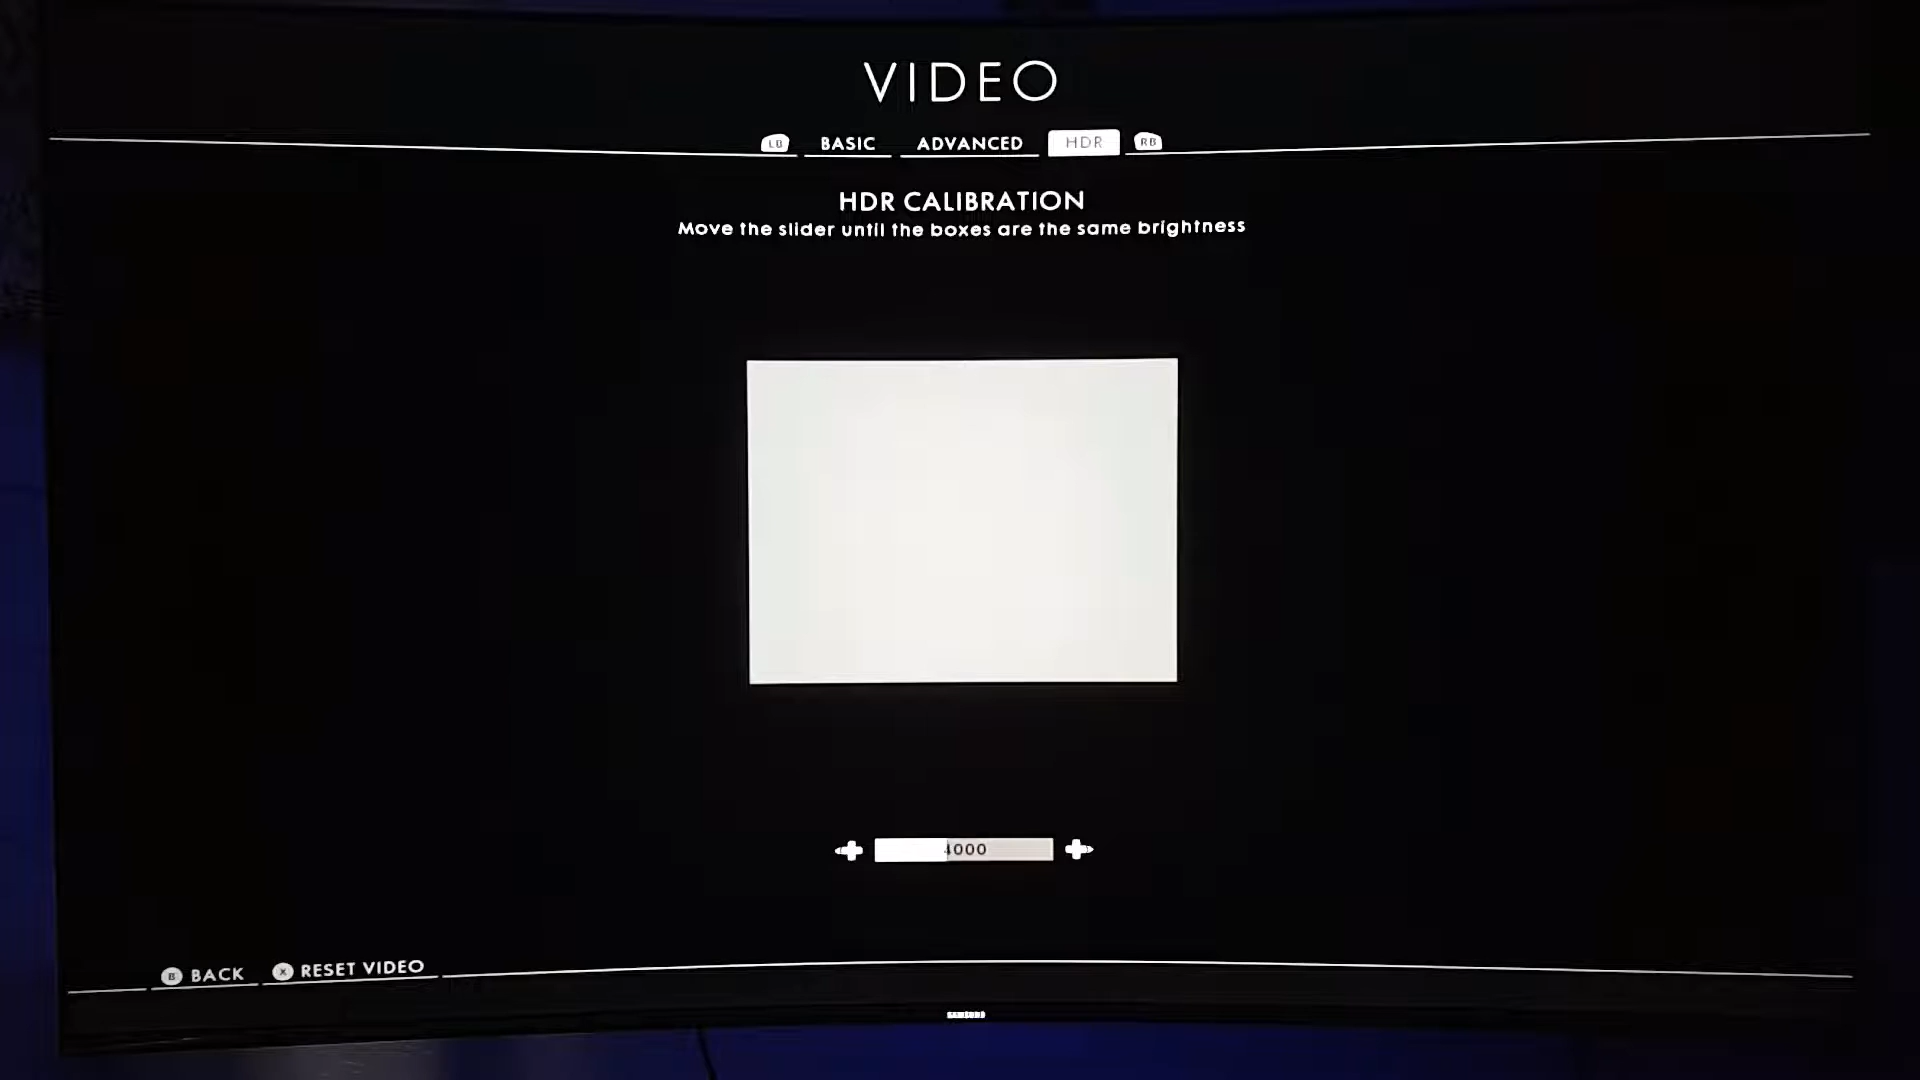 VIDEO
LB BASIC ADVANCED HDR RB
HDR CALIBRATION
Move the slider until the boxes are the same brightness
4000
B BACK X RESET VIDEO
SAMSUNG